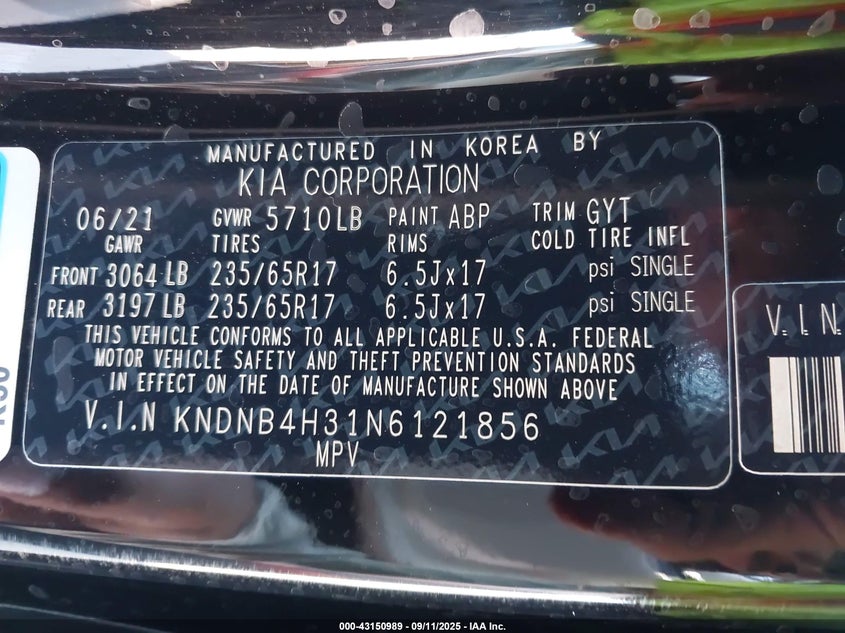 MANUFACTURED IN KOREA BY
KIA CORPORATION
06/21 GVWR 5710LB PAINT ABP TRIM GYT
GAWR TIRES RIMS COLD TIRE INFL
FRONT 3064 LB 235/65R17 6.5Jx17 psi SINGLE
REAR 3197 LB 235/65R17 6.5Jx17 psi SINGLE
THIS VEHICLE CONFORMS TO ALL APPLICABLE U.S.A. FEDERAL
MOTOR VEHICLE SAFETY AND THEFT PREVENTION STANDARDS
IN EFFECT ON THE DATE OF MANUFACTURE SHOWN ABOVE
V.I.N KNDNB4H31N6121856
MPV
V.I.N
000-43150989 - 09/11/2025 - IAA Inc.